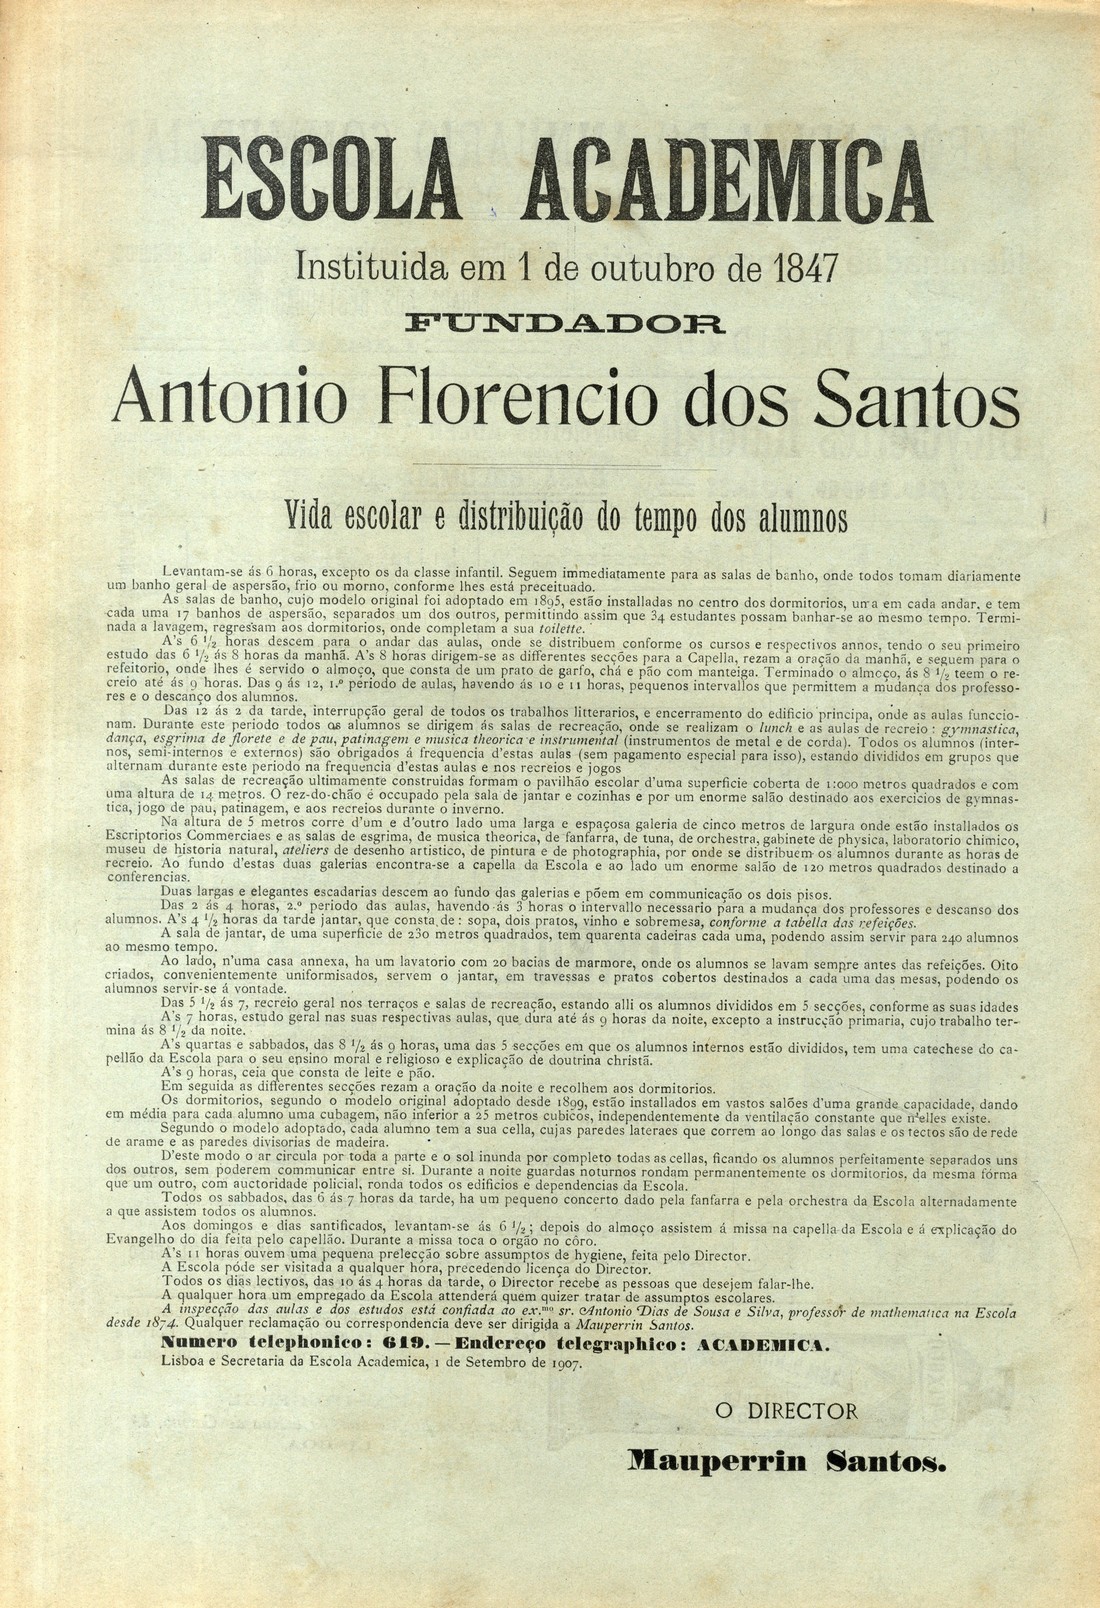 ESCOLA ACADEMICA
Instituida em 1 de outubro de 1847
FUNDADOR
Antonio Florencio dos Santos
Vida escolar e distribuição do tempo dos alumnos
Levantam-se ás 6 horas, excepto os da classe infantil. Seguem immediatamente para as salas de banho, onde todos tomam diariamente
um banho geral de aspersão, frio ou morno, conforme lhes está preceituado.
As salas de banho, cujo modelo original foi adoptado em 1895, estão installadas no centro dos dormitorios, uma em cada andar, e tem
cada uma 17 banhos de aspersão, separados um dos outros, permittindo assim que 34 estudantes possam banhar-se ao mesmo tempo. Termi-
nada a lavagem, regressam aos dormitorios, onde completam a sua toilette.
A's 6 1/2 horas descem para o andar das aulas, onde se distribuem conforme os cursos e respectivos annos, tendo o seu primeiro
estudo das 6 1/2 ás 8 horas da manhã. A's 8 horas dirigem-se as differentes secções para a Capella, rezam a oração da manhã, e seguem para o
refeitorio, onde lhes é servido o almoço, que consta de um prato de garfo, chá e pão com manteiga. Terminado o almoço, ás 8 1/2 teem o re-
creio até ás 9 horas. Das 9 ás 12, 1.º periodo de aulas, havendo ás 10 e 11 horas, pequenos intervallos que permittem a mudança dos professo-
res e o descanço dos alumnos.
Das 12 ás 2 da tarde, interrupção geral de todos os trabalhos litterarios, e encerramento do edificio principa, onde as aulas funccio-
nam. Durante este periodo todos os alumnos se dirigem ás salas de recreação, onde se realizam o lunch e as aulas de recreio : gymnastica,
dança, esgrima de florete e de pau, patinagem e musica theorica e instrumental (instrumentos de metal e de corda). Todos os alumnos (inter-
nos, semi-internos e externos) são obrigados á frequencia d'estas aulas (sem pagamento especial para isso), estando divididos em grupos que
alternam durante este periodo na frequencia d'estas aulas e nos recreios e jogos
As salas de recreação ultimamente construidas formam o pavilhão escolar d'uma superficie coberta de 1:000 metros quadrados e com
uma altura de 14 metros. O rez-do-chão é occupado pela sala de jantar e cozinhas e por um enorme salão destinado aos exercicios de gymnas-
tica, jogo de pau, patinagem, e aos recreios durante o inverno.
Na altura de 5 metros corre d'um e d'outro lado uma larga e espaçosa galeria de cinco metros de largura onde estão installados os
Escriptorios Commerciaes e as salas de esgrima, de musica theorica, de fanfarra, de tuna, de orchestra, gabinete de physica, laboratorio chimico,
museu de historia natural, ateliers de desenho artistico, de pintura e de photographia, por onde se distribuem os alumnos durante as horas de
recreio. Ao fundo d'estas duas galerias encontra-se a capella da Escola e ao lado um enorme salão de 120 metros quadrados destinado a
conferencias.
Duas largas e elegantes escadarias descem ao fundo das galerias e põem em communicação os dois pisos.
Das 2 ás 4 horas, 2.º periodo das aulas, havendo ás 3 horas o intervallo necessario para a mudança dos professores e descanso dos
alumnos. A's 4 1/2 horas da tarde jantar, que consta de : sopa, dois pratos, vinho e sobremesa, conforme a tabella das refeições.
A sala de jantar, de uma superficie de 230 metros quadrados, tem quarenta cadeiras cada uma, podendo assim servir para 240 alumnos
ao mesmo tempo.
Ao lado, n'uma casa annexa, ha um lavatorio com 20 bacias de marmore, onde os alumnos se lavam sempre antes das refeições. Oito
criados, convenientemente uniformisados, servem o jantar, em travessas e pratos cobertos destinados a cada uma das mesas, podendo os
alumnos servir-se á vontade.
Das 5 1/2 ás 7, recreio geral nos terraços e salas de recreação, estando alli os alumnos divididos em 5 secções, conforme as suas idades
A's 7 horas, estudo geral nas suas respectivas aulas, que dura até ás 9 horas da noite, excepto a instrucção primaria, cujo trabalho ter-
mina ás 8 1/2 da noite.
A's quartas e sabbados, das 8 1/2 ás 9 horas, uma das 5 secções em que os alumnos internos estão divididos, tem uma catechese do ca-
pellão da Escola para o seu ensino moral e religioso e explicação de doutrina christã.
A's 9 horas, ceia que consta de leite e pão.
Em seguida as differentes secções rezam a oração da noite e recolhem aos dormitorios.
Os dormitorios, segundo o modelo original adoptado desde 1899, estão installados em vastos salões d'uma grande capacidade, dando
em média para cada alumno uma cubagem, não inferior a 25 metros cubicos, independentemente da ventilação constante que n'elles existe.
Segundo o modelo adoptado, cada alumno tem a sua cella, cujas paredes lateraes que correm ao longo das salas e os tectos são de rede
de arame e as paredes divisorias de madeira.
D'este modo o ar circula por toda a parte e o sol inunda por completo todas as cellas, ficando os alumnos perfeitamente separados uns
dos outros, sem poderem communicar entre si. Durante a noite guardas noturnos rondam permanentemente os dormitorios, da mesma fórma
que um outro, com auctoridade policial, ronda todos os edificios e dependencias da Escola.
Todos os sabbados, das 6 ás 7 horas da tarde, ha um pequeno concerto dado pela fanfarra e pela orchestra da Escola alternadamente
a que assistem todos os alumnos.
Aos domingos e dias santificados, levantam-se ás 6 1/2 ; depois do almoço assistem á missa na capella da Escola e á explicação do
Evangelho do dia feita pelo capellão. Durante a missa toca o orgão no côro.
A's 11 horas ouvem uma pequena prelecção sobre assumptos de hygiene, feita pelo Director.
A Escola póde ser visitada a qualquer hora, precedendo licença do Director.
Todos os dias lectivos, das 10 ás 4 horas da tarde, o Director recebe as pessoas que desejem falar-lhe.
A qualquer hora um empregado da Escola attenderá quem quizer tratar de assumptos escolares.
A inspecção das aulas e dos estudos está confiada ao ex.mo sr. Antonio Dias de Sousa e Silva, professor de mathematica na Escola
desde 1874. Qualquer reclamação ou correspondencia deve ser dirigida a Mauperrin Santos.
Numero telephonico: 619. — Endereço telegraphico: ACADEMICA.
Lisboa e Secretaria da Escola Academica, 1 de Setembro de 1907.
O DIRECTOR
Mauperrin Santos.